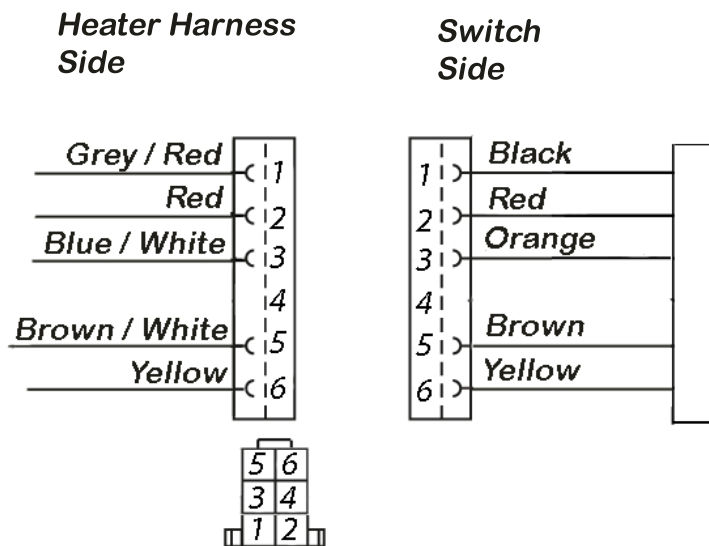 Heater Harness
Side
Switch
Side
Grey / Red
1
Red
2
Blue / White
3
4
Brown / White
5
Yellow
6
1
Black
2
Red
3
Orange
4
5
Brown
6
Yellow
5 6
3 4
1 2